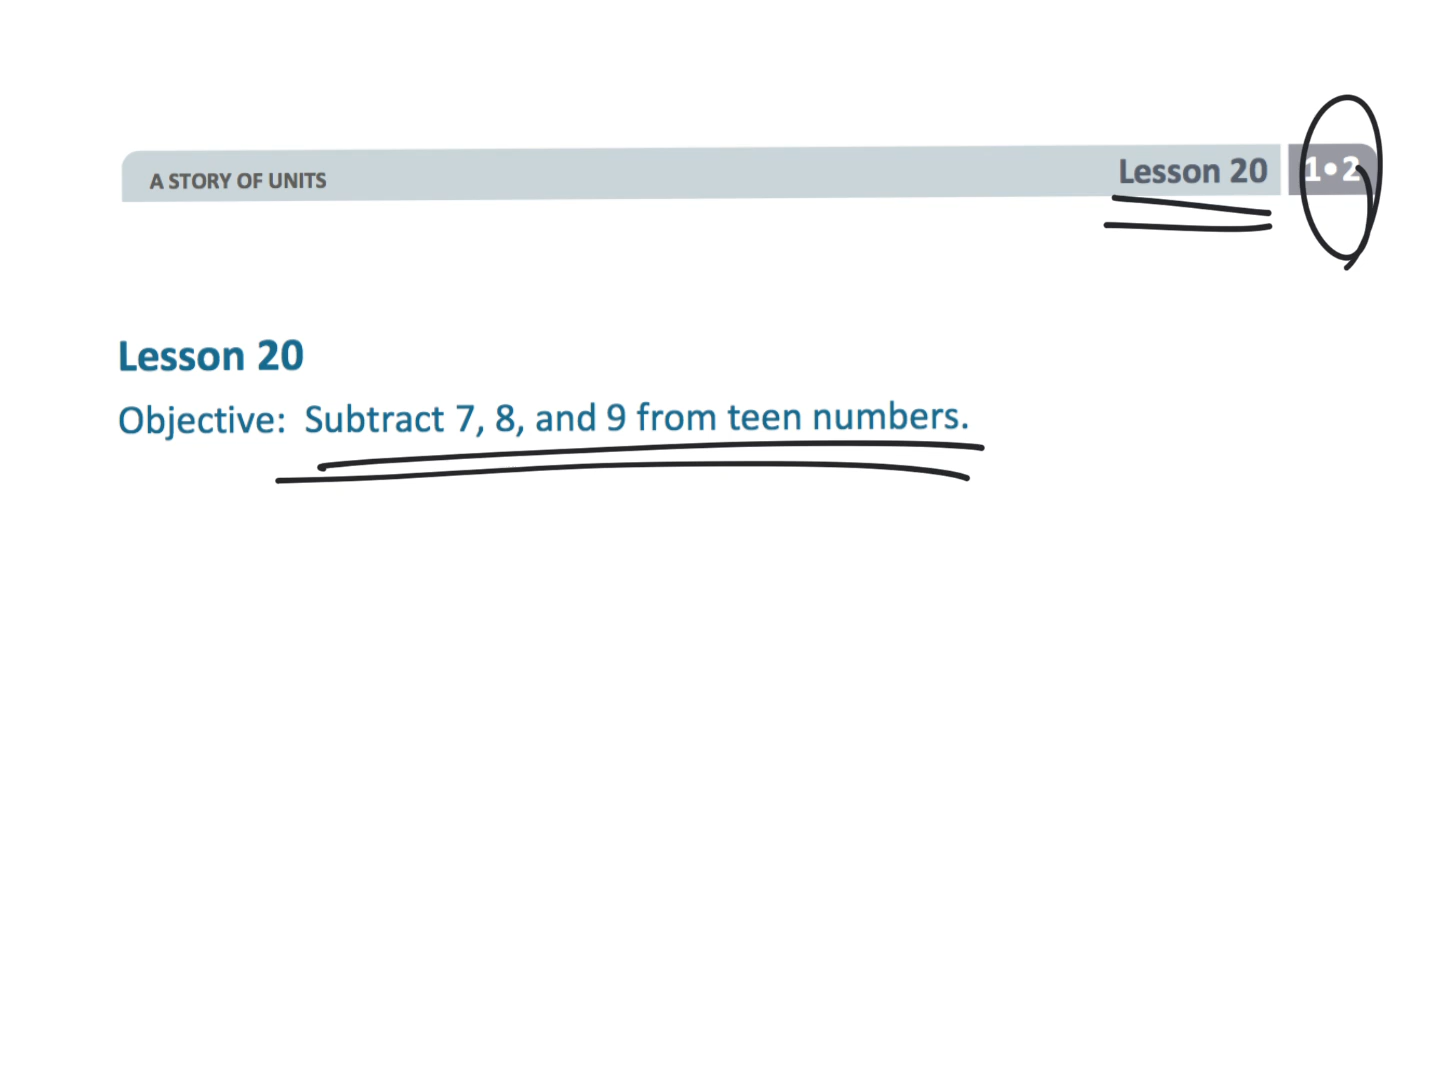 A STORY OF UNITS
Lesson 20
1•2
Lesson 20
Objective: Subtract 7, 8, and 9 from teen numbers.